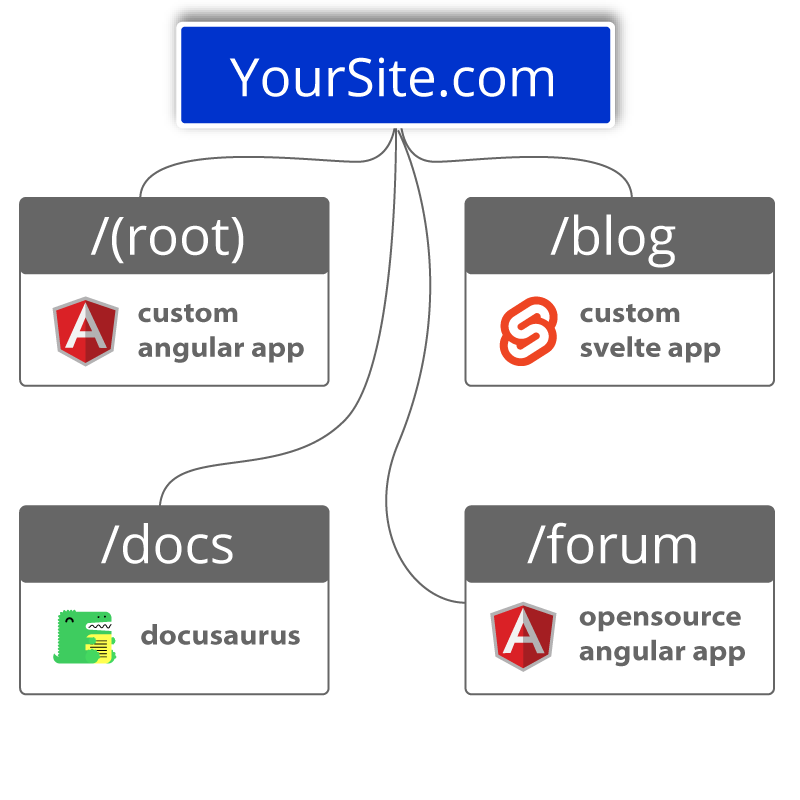 YourSite.com
/(root)
custom
angular app
/blog
custom
svelte app
/docs
docusaurus
/forum
opensource
angular app